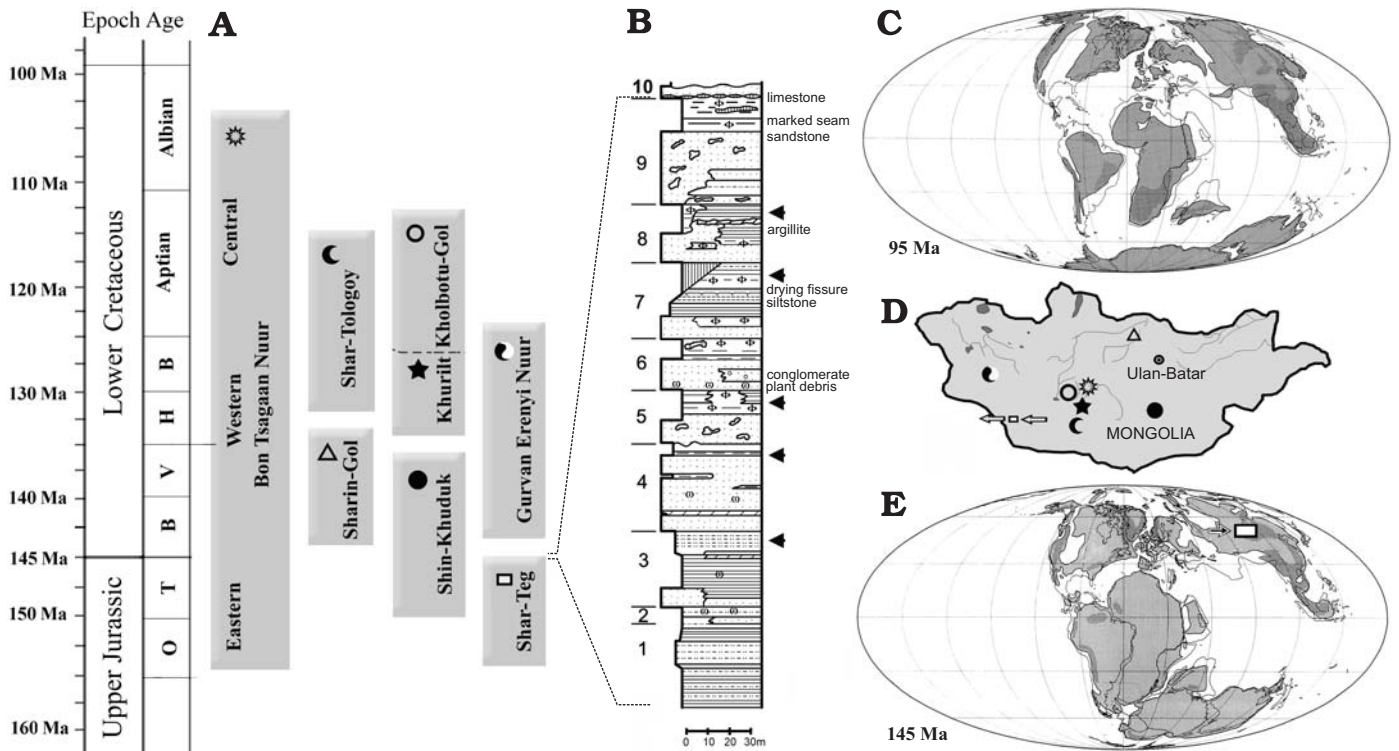 Epoch Age
A
100 Ma
110 Ma
120 Ma
130 Ma
140 Ma
145 Ma
150 Ma
160 Ma
Lower Cretaceous
Upper Jurassic
Albian
Aptian
B
H
V
B
T
O
Central
Western
Eastern
Bon Tsagaan Nuur
Shar-Tologoy
Sharin-Gol
Kholbotu-Gol
Khurilt
Shin-Khuduk
Gurvan Erenyi Nuur
Shar-Teg
B
10
9
8
7
6
5
4
3
2
1
limestone
marked seam
sandstone
argillite
drying fissure
siltstone
conglomerate
plant debris
0 10 20 30m
C
95 Ma
D
Ulan-Batar
MONGOLIA
E
145 Ma